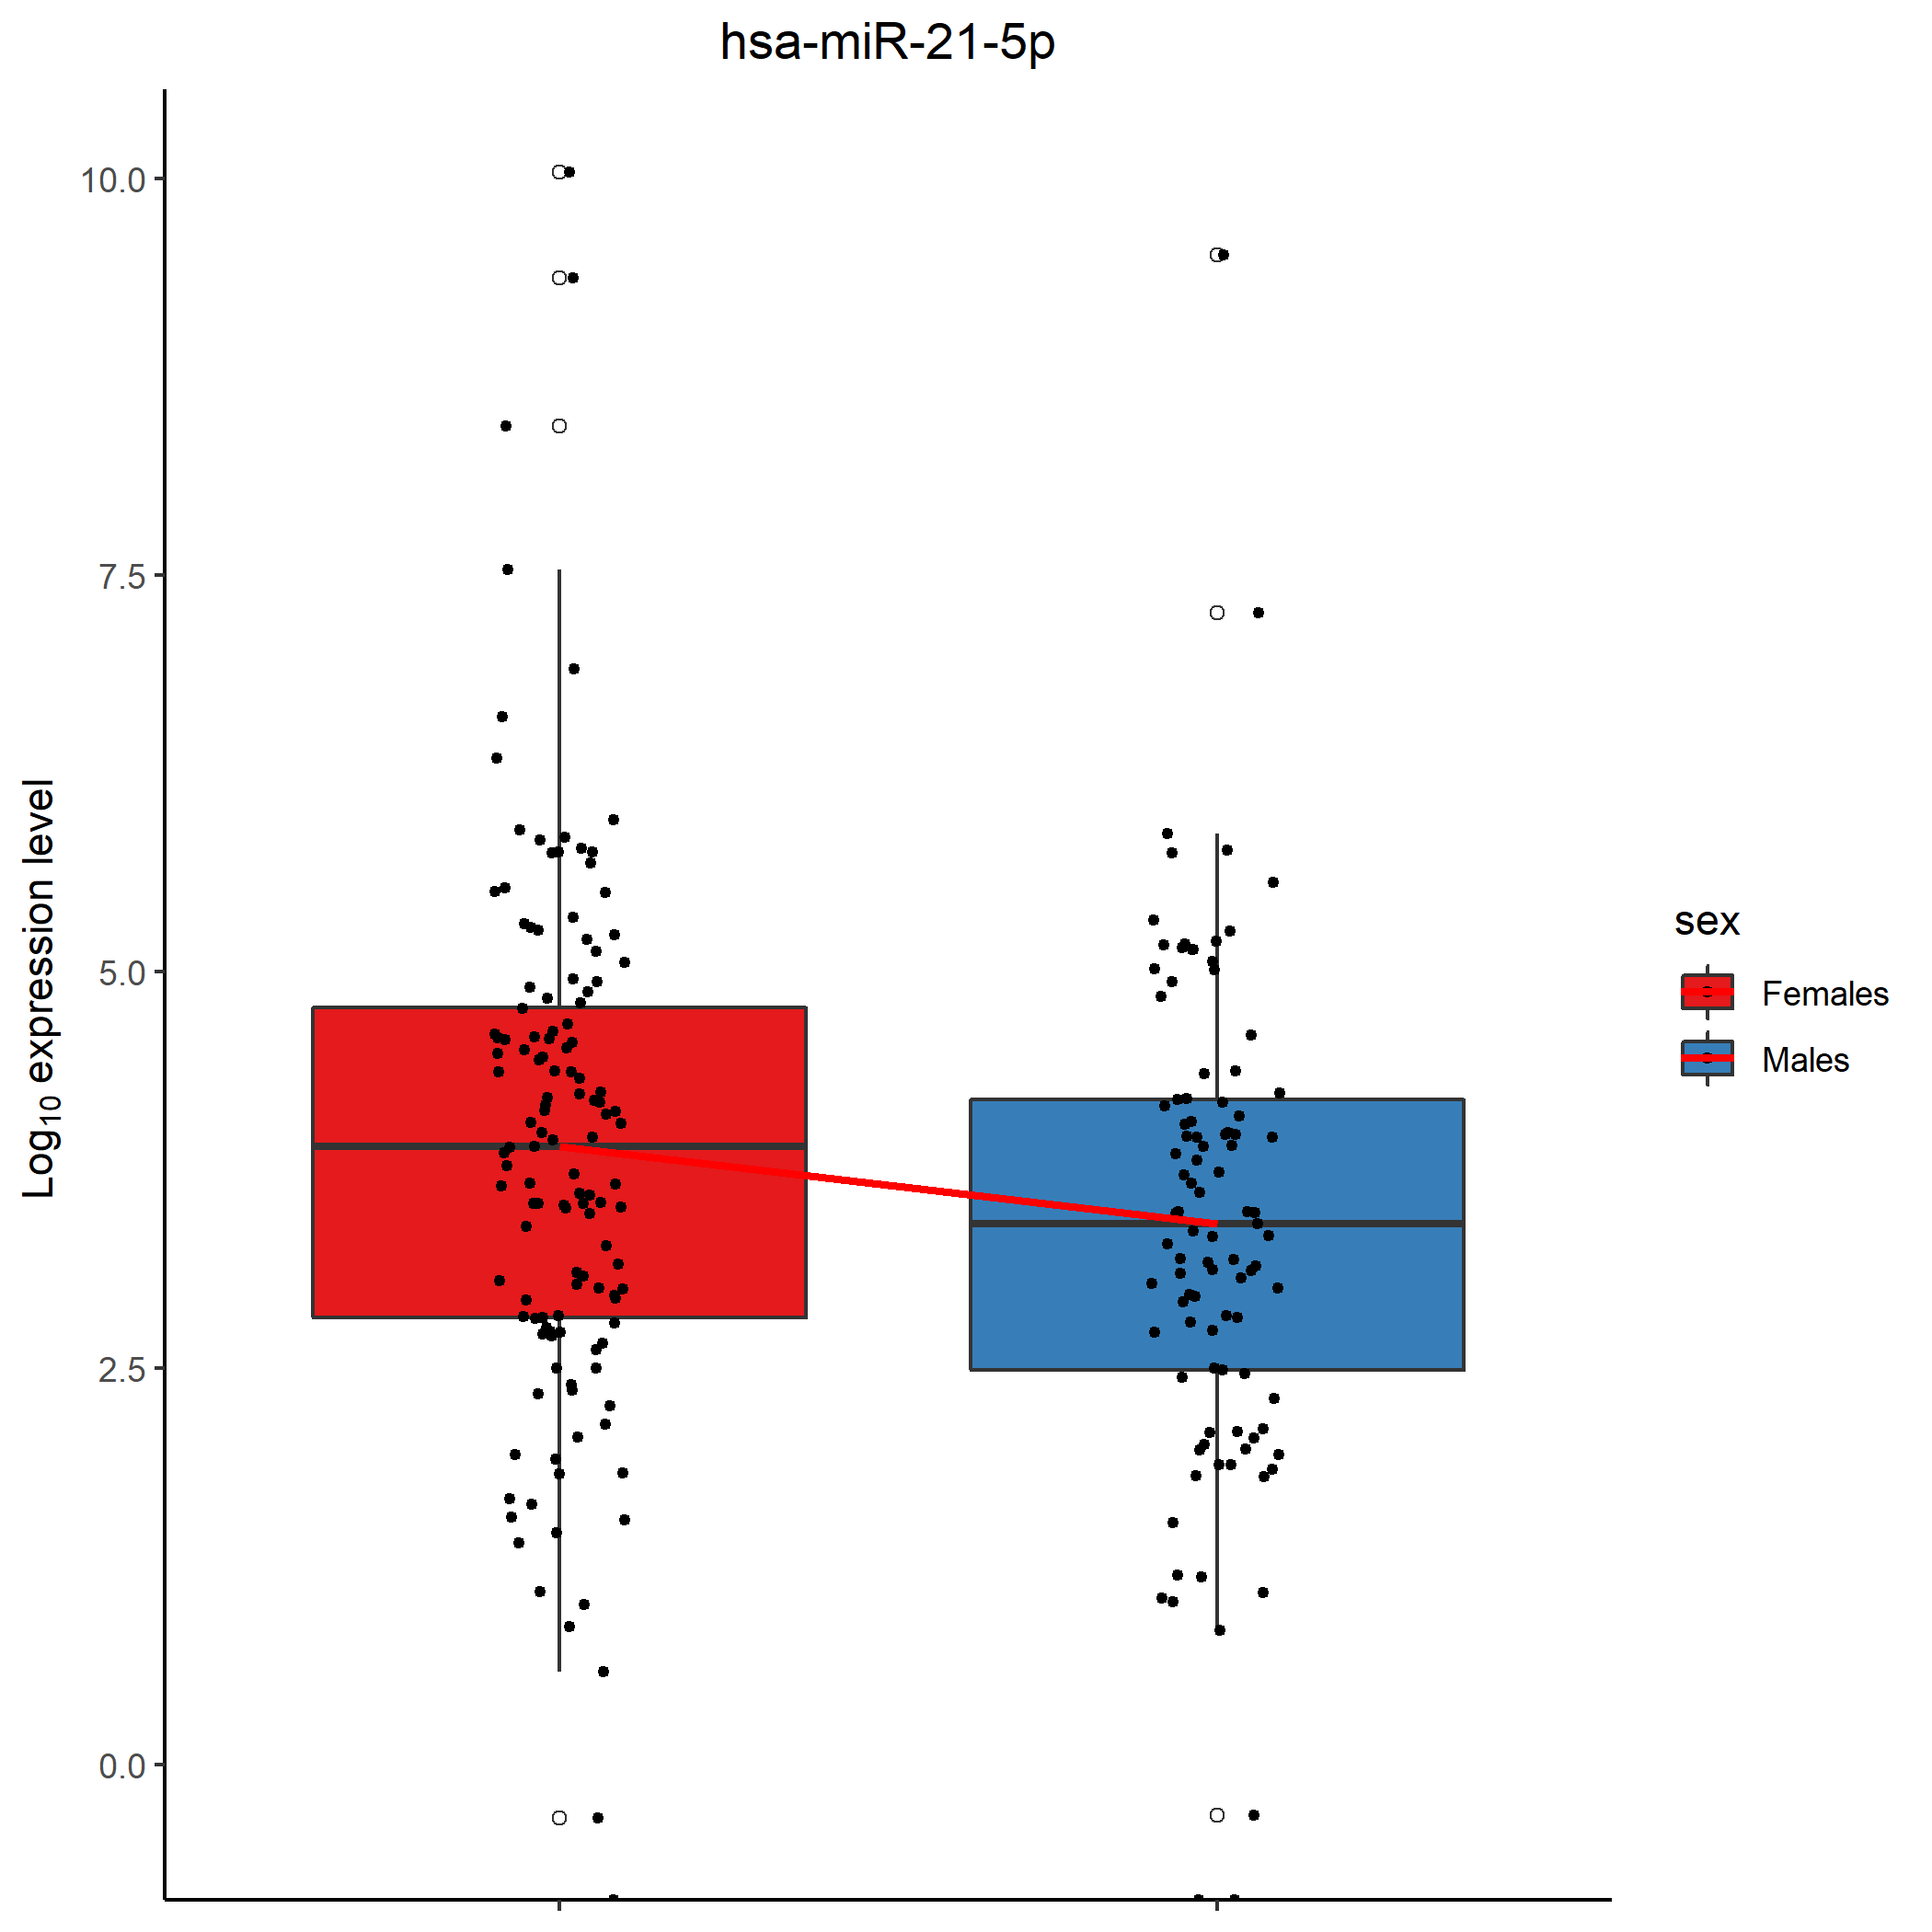 hsa-miR-21-5p
10.0
7.5
5.0
2.5
0.0
Log₁₀ expression level
sex
Females
Males